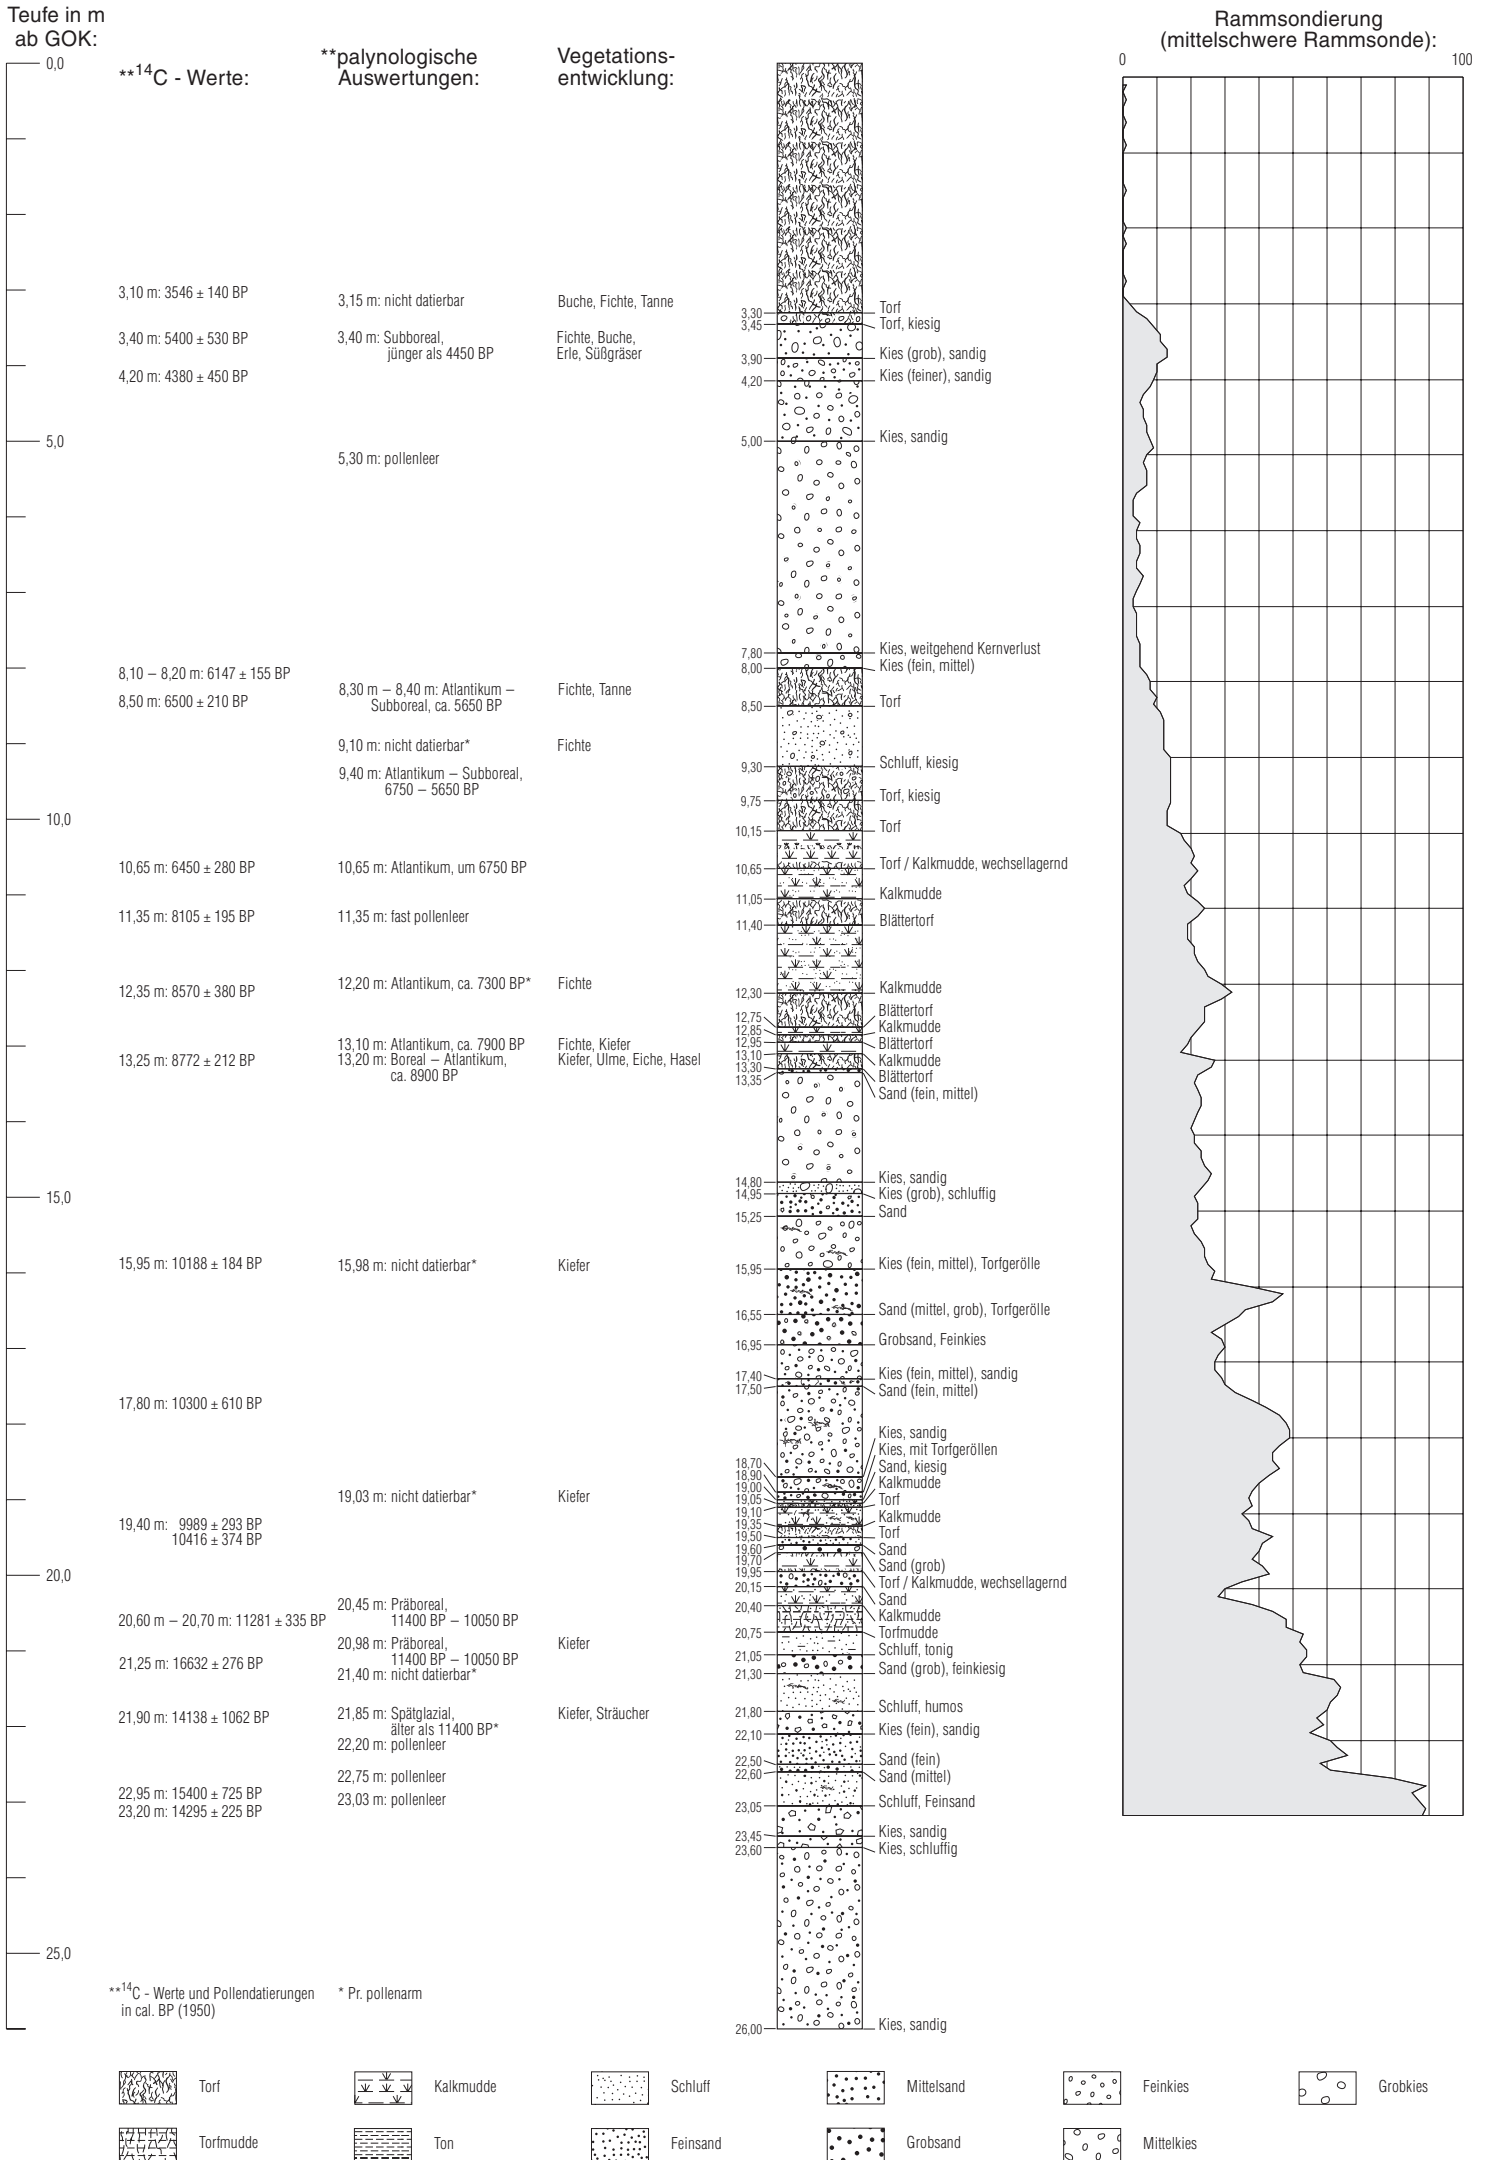 Teufe in m
ab GOK:
**14C - Werte:
**palynologische
Auswertungen:
Vegetations-
entwicklung:
Rammsondierung
(mittelschwere Rammsonde):
0
100
0,0
5,0
10,0
15,0
20,0
25,0
3,10 m: 3546 ± 140 BP
3,40 m: 5400 ± 530 BP
4,20 m: 4380 ± 450 BP
8,10 – 8,20 m: 6147 ± 155 BP
8,50 m: 6500 ± 210 BP
10,65 m: 6450 ± 280 BP
11,35 m: 8105 ± 195 BP
12,35 m: 8570 ± 380 BP
13,25 m: 8772 ± 212 BP
15,95 m: 10188 ± 184 BP
17,80 m: 10300 ± 610 BP
19,40 m: 9989 ± 293 BP
10416 ± 374 BP
20,60 m – 20,70 m: 11281 ± 335 BP
21,25 m: 16632 ± 276 BP
21,90 m: 14138 ± 1062 BP
22,95 m: 15400 ± 725 BP
23,20 m: 14295 ± 225 BP
3,15 m: nicht datierbar
3,40 m: Subboreal,
jünger als 4450 BP
5,30 m: pollenleer
8,30 m – 8,40 m: Atlantikum –
Subboreal, ca. 5650 BP
9,10 m: nicht datierbar*
9,40 m: Atlantikum – Subboreal,
6750 – 5650 BP
10,65 m: Atlantikum, um 6750 BP
11,35 m: fast pollenleer
12,20 m: Atlantikum, ca. 7300 BP*
13,10 m: Atlantikum, ca. 7900 BP
13,20 m: Boreal – Atlantikum,
ca. 8900 BP
15,98 m: nicht datierbar*
19,03 m: nicht datierbar*
20,45 m: Präboreal,
11400 BP – 10050 BP
20,98 m: Präboreal,
11400 BP – 10050 BP
21,40 m: nicht datierbar*
21,85 m: Spätglazial,
älter als 11400 BP*
22,20 m: pollenleer
22,75 m: pollenleer
23,03 m: pollenleer
Buche, Fichte, Tanne
Fichte, Buche,
Erle, Süßgräser
Fichte, Tanne
Fichte
Fichte
Fichte, Kiefer
Kiefer, Ulme, Eiche, Hasel
Kiefer
Kiefer
Kiefer
Kiefer, Sträucher
3,30
3,45
3,90
4,20
5,00
7,80
8,00
8,50
9,30
9,75
10,15
10,65
11,05
11,40
12,30
12,75
12,85
12,95
13,10
13,30
13,35
14,80
14,95
15,25
15,95
16,55
16,95
17,40
17,50
18,70
18,90
19,00
19,05
19,10
19,35
19,50
19,60
19,70
19,95
20,15
20,40
20,75
21,05
21,30
21,80
22,10
22,50
22,60
23,05
23,45
23,60
26,00
Torf
Torf, kiesig
Kies (grob), sandig
Kies (feiner), sandig
Kies, sandig
Kies, weitgehend Kernverlust
Kies (fein, mittel)
Torf
Schluff, kiesig
Torf, kiesig
Torf
Torf / Kalkmudde, wechsellagernd
Kalkmudde
Blättertorf
Kalkmudde
Blättertorf
Kalkmudde
Blättertorf
Kalkmudde
Blättertorf
Sand (fein, mittel)
Kies, sandig
Kies (grob), schluffig
Sand
Kies (fein, mittel), Torfgerölle
Sand (mittel, grob), Torfgerölle
Grobsand, Feinkies
Kies (fein, mittel), sandig
Sand (fein, mittel)
Kies, sandig
Kies, mit Torfgeröllen
Sand, kiesig
Kalkmudde
Torf
Kalkmudde
Torf
Sand
Sand (grob)
Torf / Kalkmudde, wechsellagernd
Sand
Kalkmudde
Torfmudde
Schluff, tonig
Sand (grob), feinkiesig
Schluff, humos
Kies (fein), sandig
Sand (fein)
Sand (mittel)
Schluff, Feinsand
Kies, sandig
Kies, schluffig
Kies, sandig
**14C - Werte und Pollendatierungen
in cal. BP (1950)
* Pr. pollenarm
Torf
Kalkmudde
Schluff
Mittelsand
Feinkies
Grobkies
Torfmudde
Ton
Feinsand
Grobsand
Mittelkies